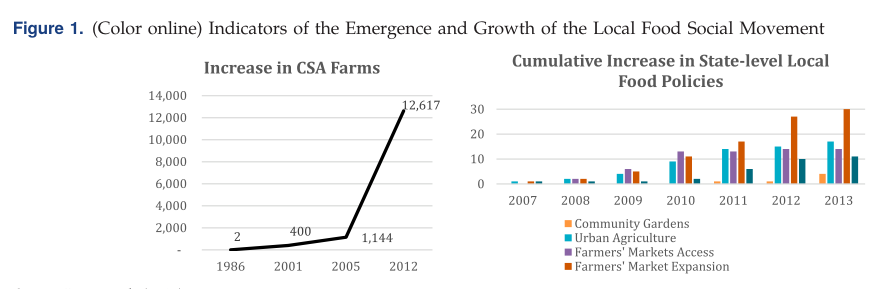 Figure 1. (Color online) Indicators of the Emergence and Growth of the Local Food Social Movement
Increase in CSA Farms
14,000
12,000
10,000
8,000
6,000
4,000
2,000
-
12,617
2
400
1,144
1986 2001 2005 2012
Cumulative Increase in State-level Local
Food Policies
30
20
10
0
2007 2008 2009 2010 2011 2012 2013
Community Gardens
Urban Agriculture
Farmers' Markets Access
Farmers' Market Expansion